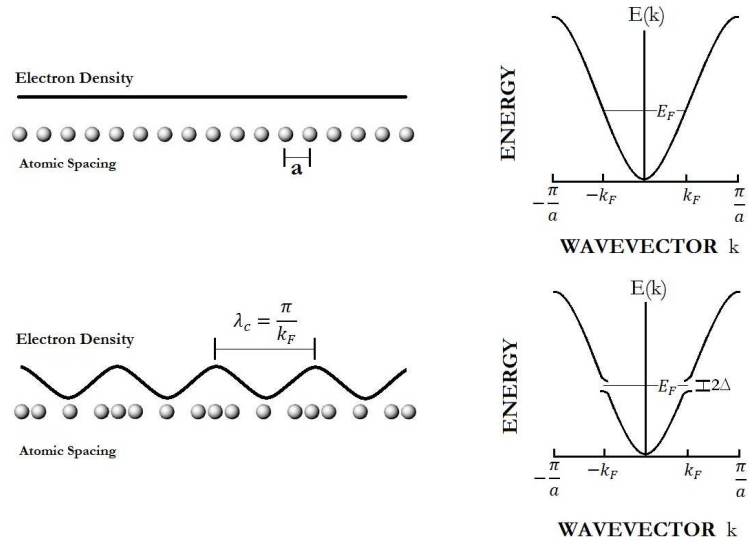 Electron Density
Atomic Spacing
a
E(k)
ENERGY
E_F
-π/a
-k_F
k_F
π/a
WAVEVECTOR k
Electron Density
λ_c = π/k_F
Atomic Spacing
E(k)
ENERGY
E_F
2Δ
-π/a
-k_F
k_F
π/a
WAVEVECTOR k